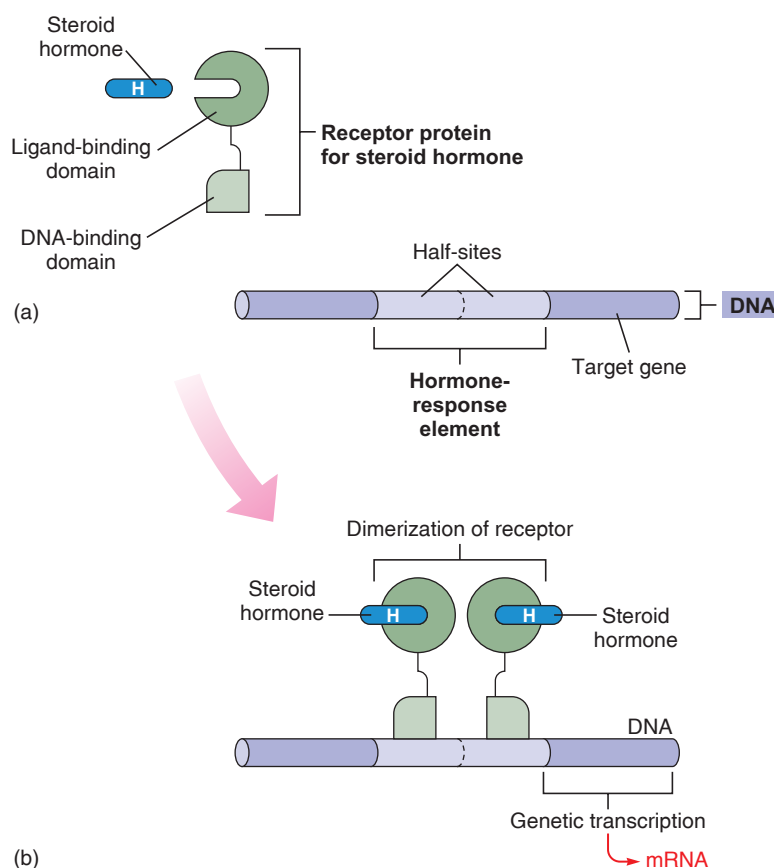 Steroid
hormone
H
Ligand-binding
domain
DNA-binding
domain
Receptor protein
for steroid hormone
Half-sites
(a)
DNA
Target gene
Hormone-
response
element
Dimerization of receptor
Steroid
hormone
H
H
Steroid
hormone
DNA
Genetic transcription
mRNA
(b)